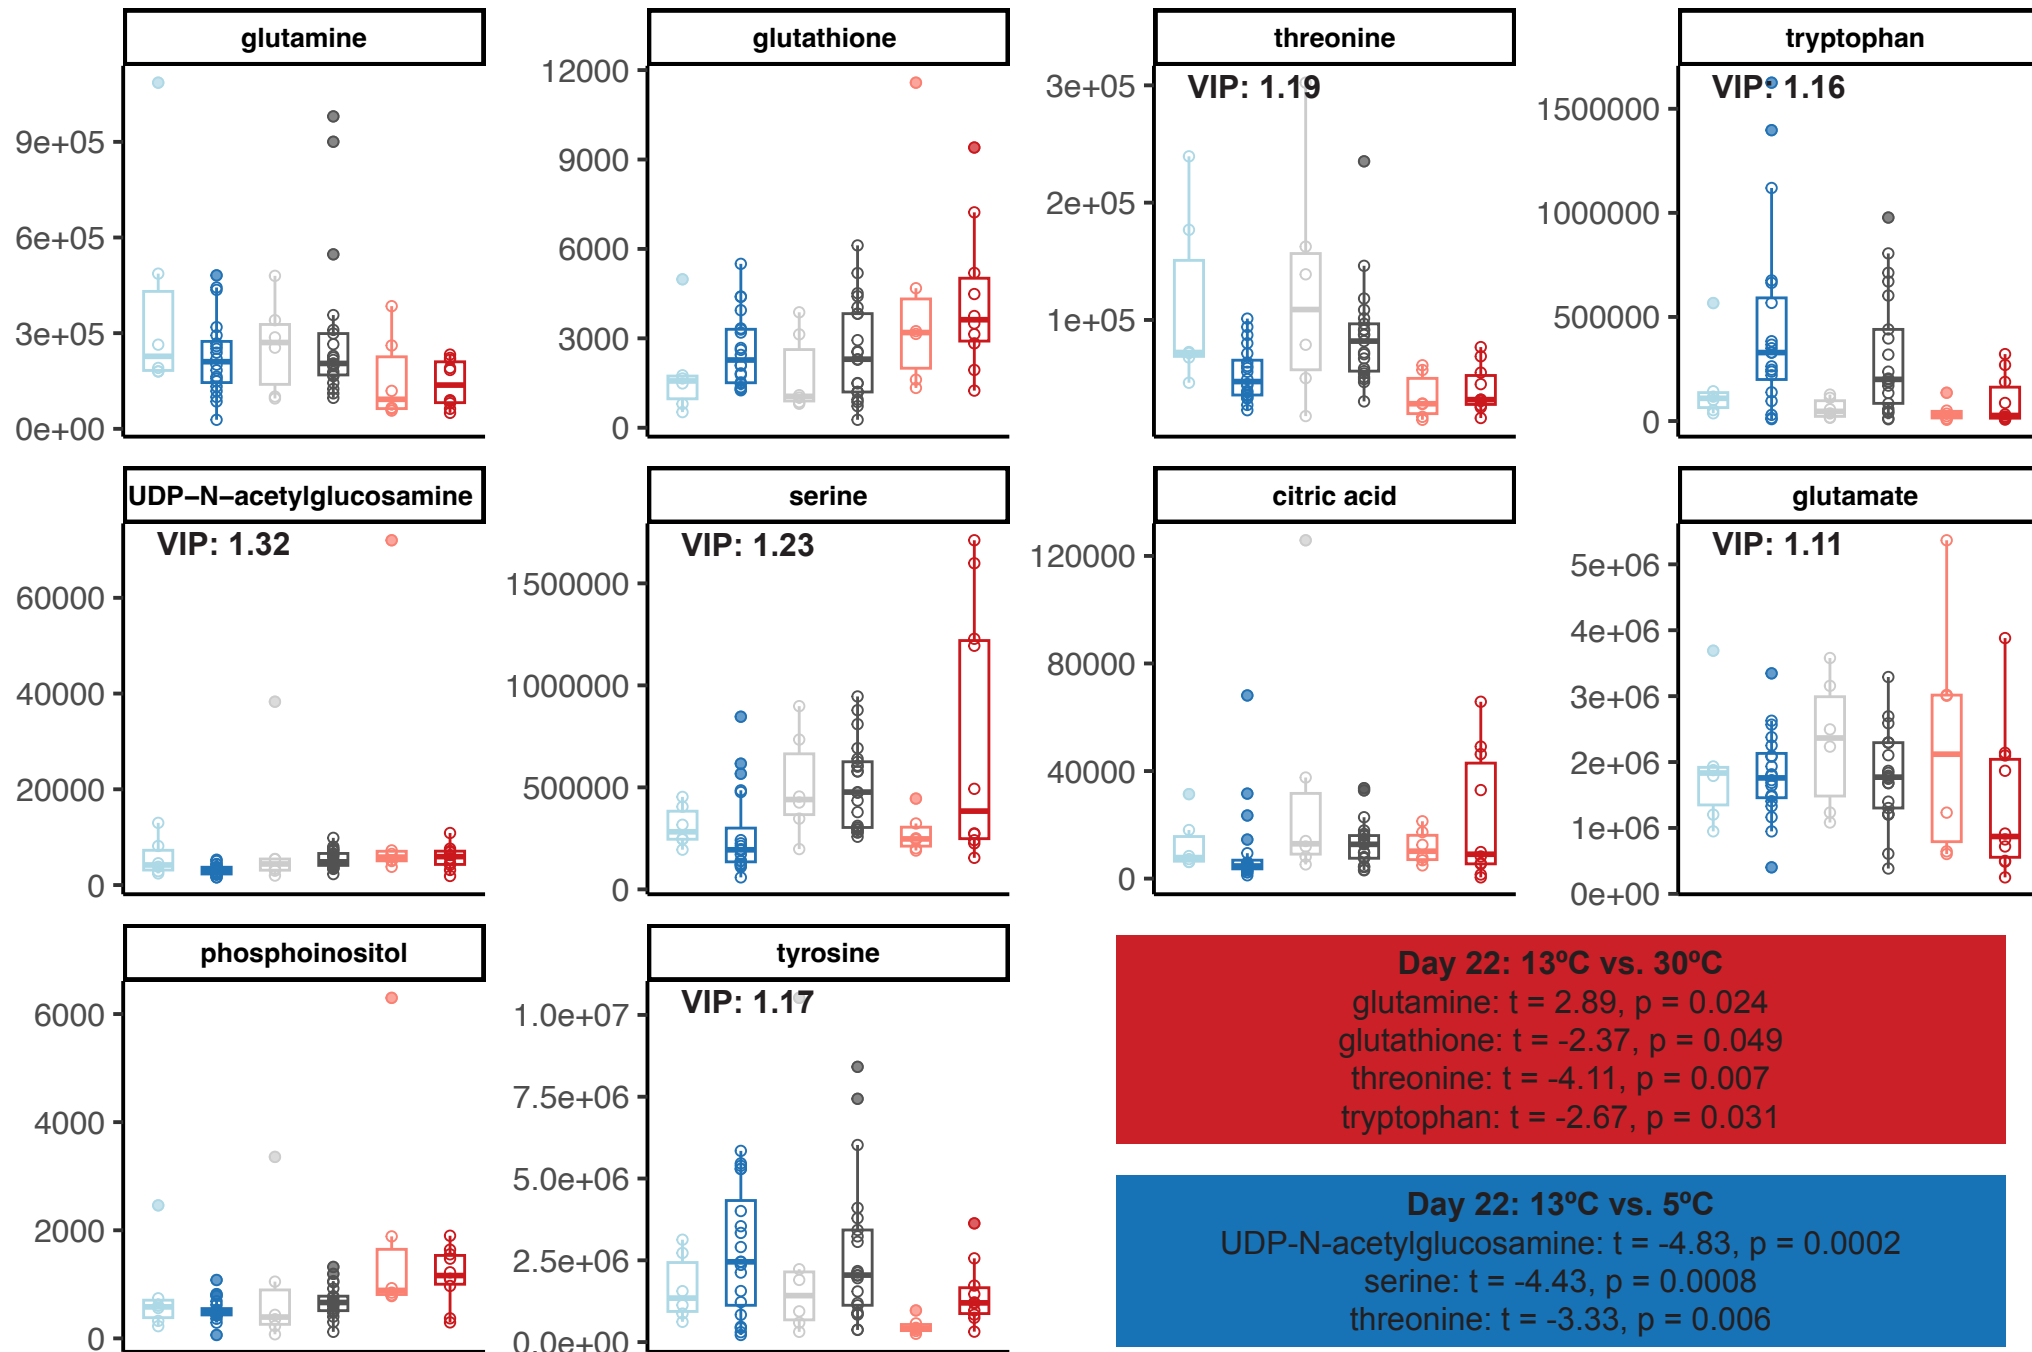 glutamine
glutathione
threonine
tryptophan
9e+05
6e+05
3e+05
0e+00
12000
9000
6000
3000
0
VIP: 1.19
3e+05
2e+05
1e+05
VIP: 1.16
1500000
1000000
500000
0
UDP–N–acetylglucosamine
serine
citric acid
glutamate
VIP: 1.32
60000
40000
20000
0
VIP: 1.23
1500000
1000000
500000
0
120000
80000
40000
0
VIP: 1.11
5e+06
4e+06
3e+06
2e+06
1e+06
0e+00
phosphoinositol
tyrosine
6000
4000
2000
0
VIP: 1.17
1.0e+07
7.5e+06
5.0e+06
2.5e+06
0.0e+00
Day 22: 13ºC vs. 30ºC
glutamine: t = 2.89, p = 0.024
glutathione: t = -2.37, p = 0.049
threonine: t = -4.11, p = 0.007
tryptophan: t = -2.67, p = 0.031
Day 22: 13ºC vs. 5ºC
UDP-N-acetylglucosamine: t = -4.83, p = 0.0002
serine: t = -4.43, p = 0.0008
threonine: t = -3.33, p = 0.006